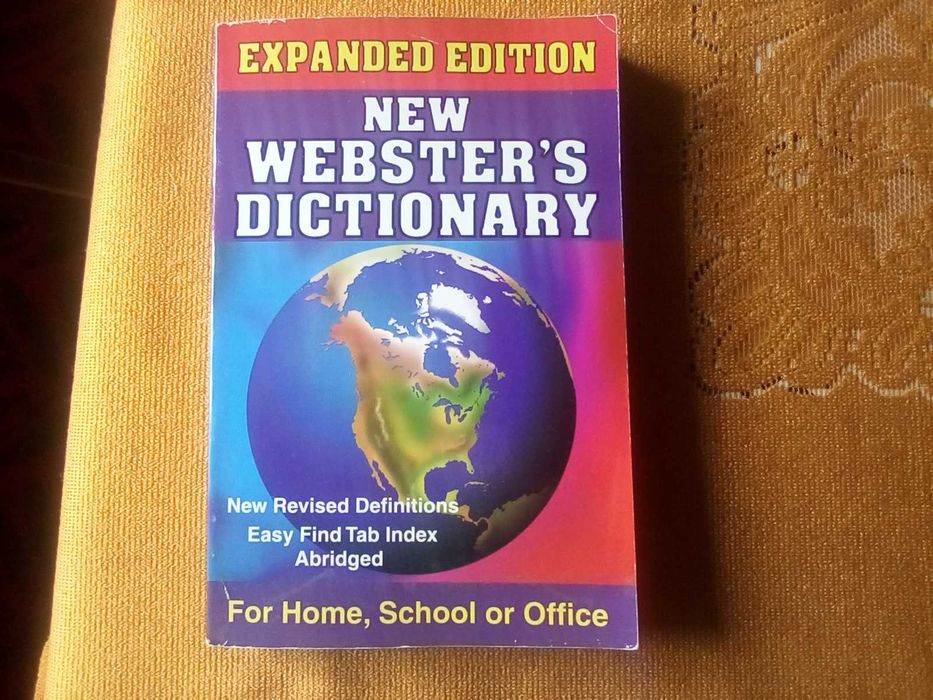 EXPANDED EDITION
NEW
WEBSTER'S
DICTIONARY
New Revised Definitions
Easy Find Tab Index
Abridged
For Home, School or Office